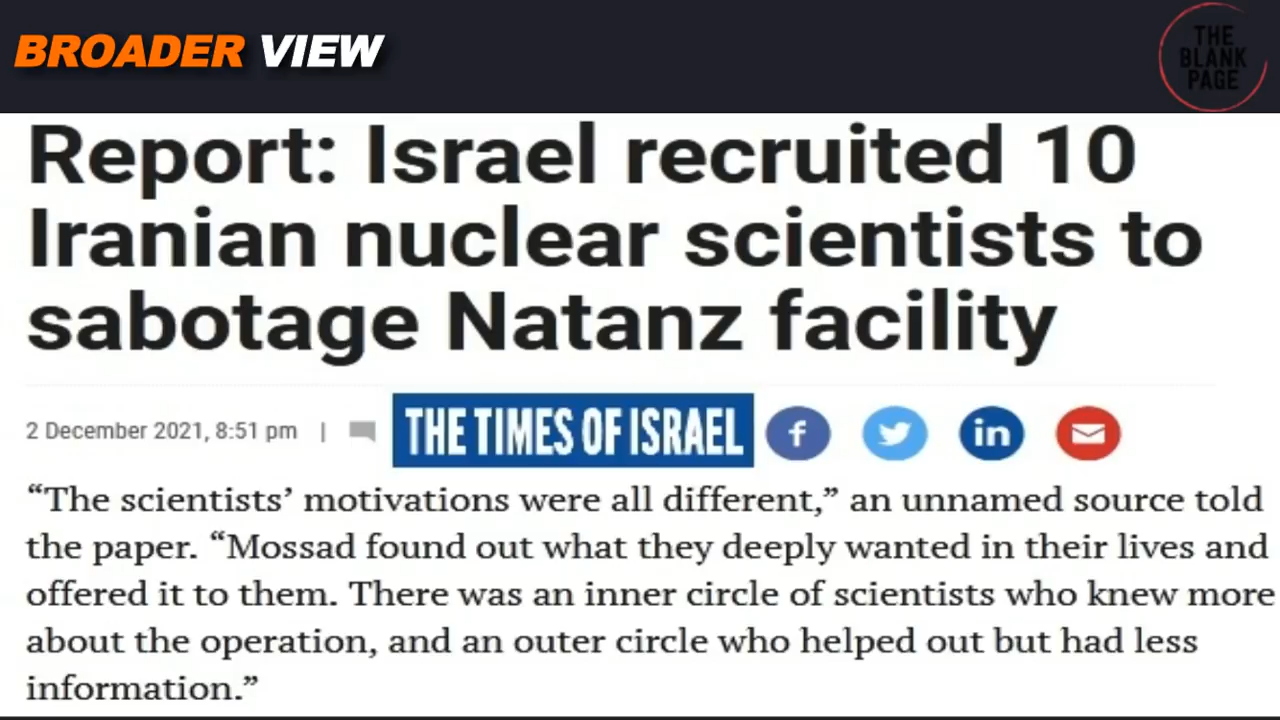 BROADER VIEW
THE
BLANK
PAGE
Report: Israel recruited 10
Iranian nuclear scientists to
sabotage Natanz facility
2 December 2021, 8:51 pm |
THE TIMES OF ISRAEL
f
in
“The scientists’ motivations were all different,” an unnamed source told
the paper. “Mossad found out what they deeply wanted in their lives and
offered it to them. There was an inner circle of scientists who knew more
about the operation, and an outer circle who helped out but had less
information.”